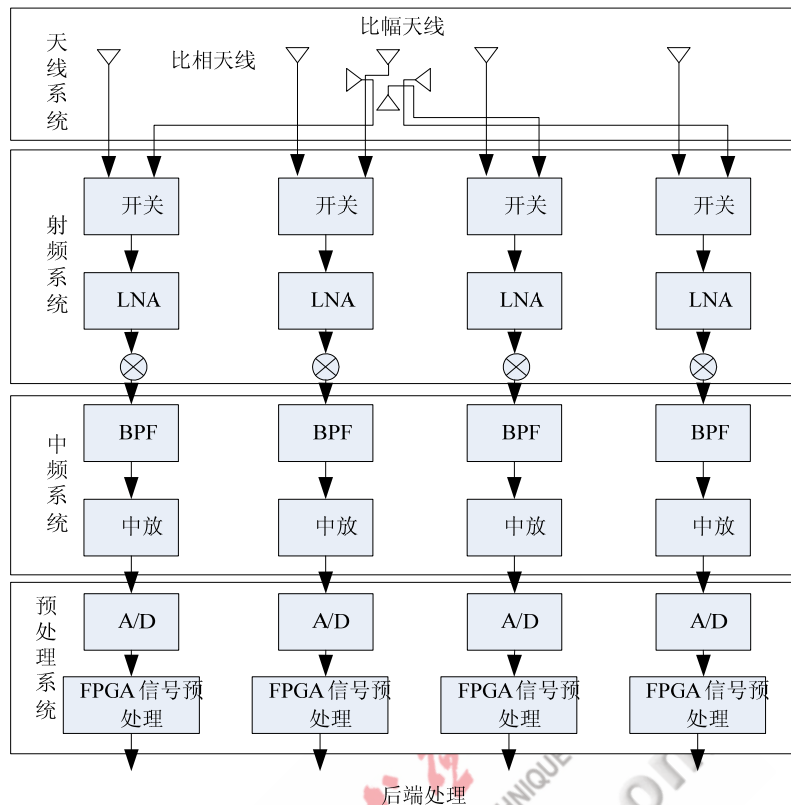 天线系统
比幅天线
比相天线
射频系统
开关 开关 开关 开关
LNA LNA LNA LNA
中频系统
BPF BPF BPF BPF
中放 中放 中放 中放
预处理系统
A/D A/D A/D A/D
FPGA 信号预处理 FPGA 信号预处理 FPGA 信号预处理 FPGA 信号预处理
后端处理